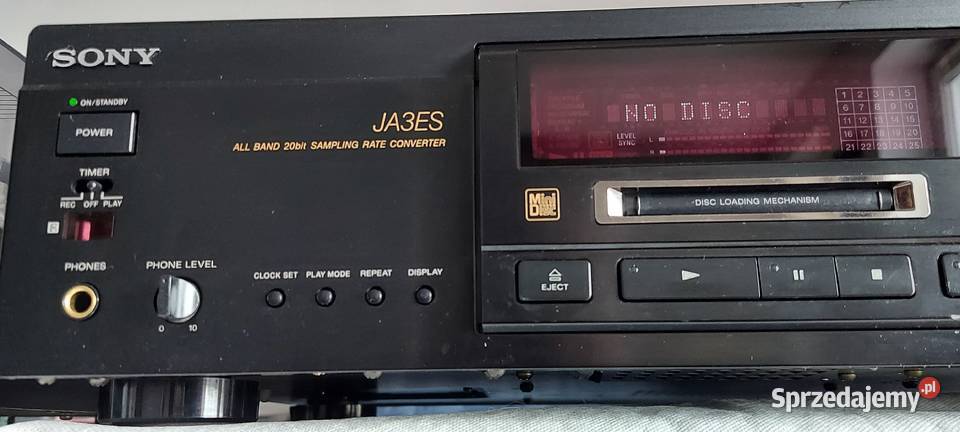 SONY
ON/STANDBY
POWER
JA3ES
ALL BAND 20bit SAMPLING RATE CONVERTER
TIMER
REC OFF PLAY
R
PHONES
PHONE LEVEL
0 10
CLOCK SET PLAY MODE REPEAT DISPLAY
NO DISC
LEVEL
SYNC
L
R
1 2 3 4 5
6 7 8 9 10
11 12 13 14 15
16 17 18 19 20
21 22 23 24 25
Mini
Disc
DISC LOADING MECHANISM
EJECT
Sprzedajemy.pl